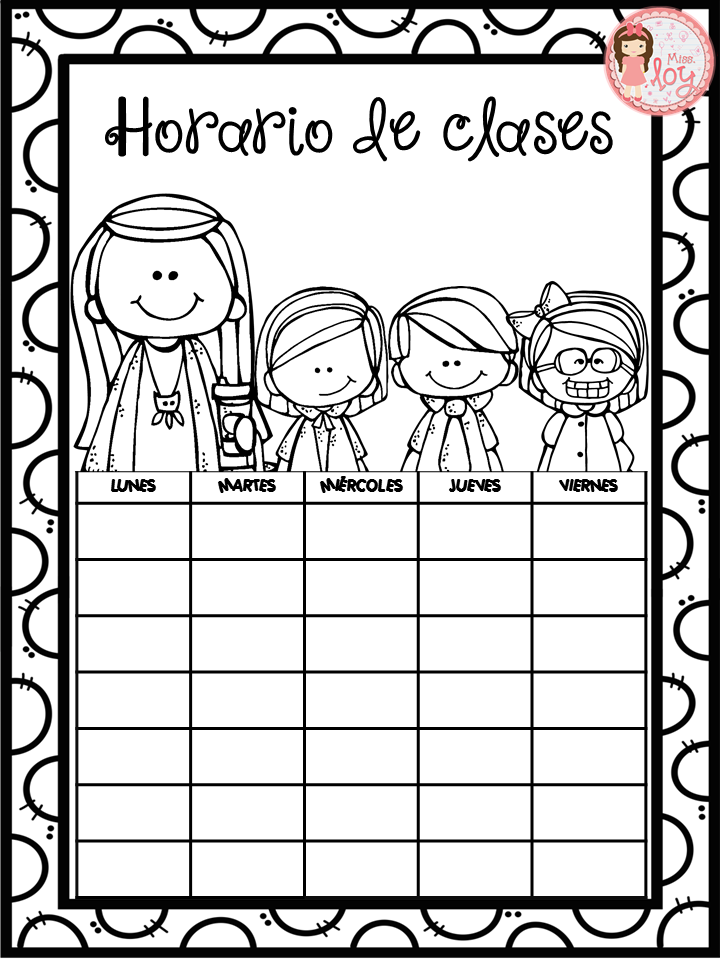 Miss.
Loy
Horario de clases
LUNES MARTES MIÉRCOLES JUEVES VIERNES